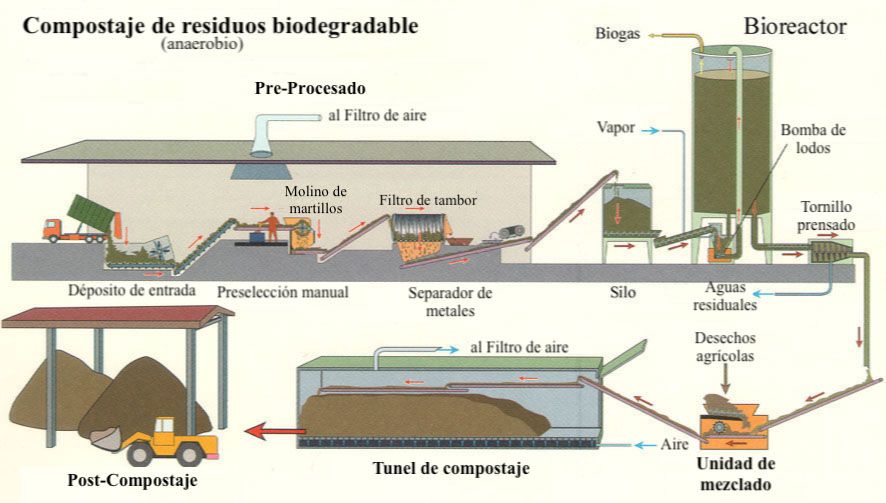 Compostaje de residuos biodegradable
(anaerobio)
Bioreactor
Biogas
Pre-Procesado
al Filtro de aire
Vapor
Bomba de
lodos
Molino de
martillos
Filtro de tambor
Tornillo
prensado
Déposito de entrada
Preselección manual
Separador de
metales
Silo
Aguas
residuales
al Filtro de aire
Desechos
agrícolas
Aire
Post-Compostaje
Tunel de compostaje
Unidad de
mezclado